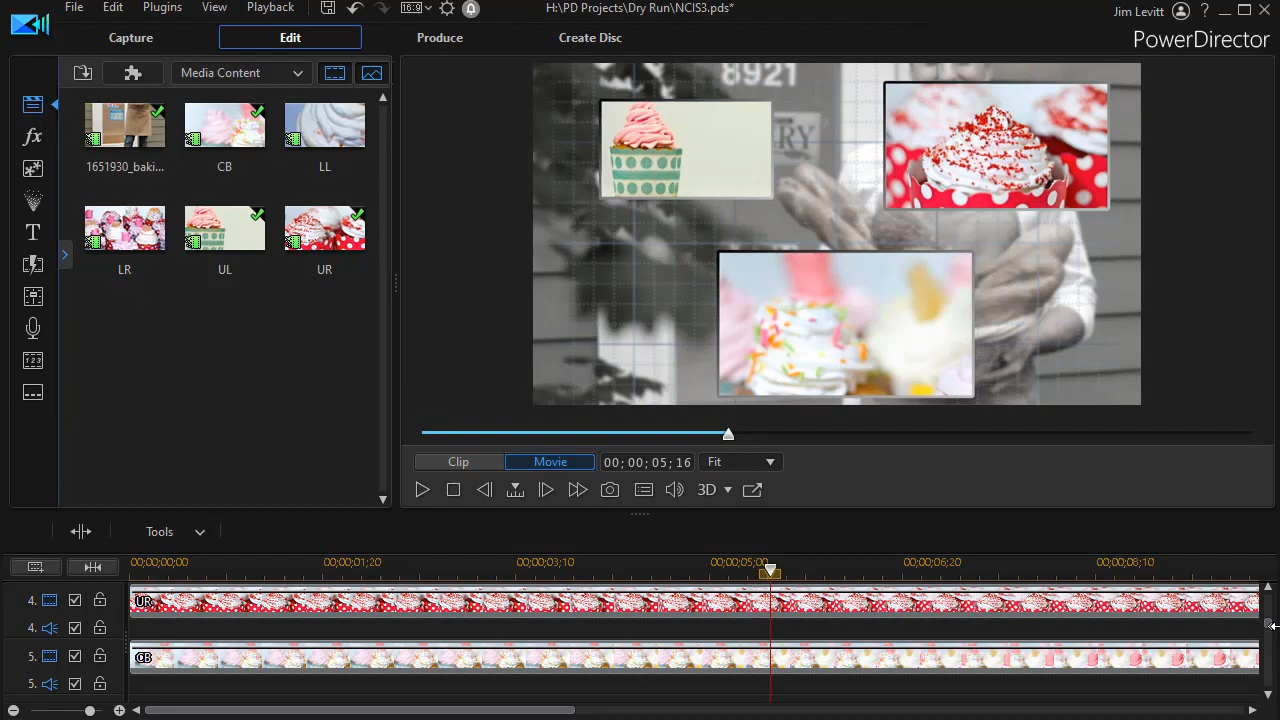 File Edit Plugins View Playback 16:9 H:\PD Projects\Dry Run\NCIS3.pds* Jim Levitt ?
PowerDirector
Capture Edit Produce Create Disc
Media Content
8921
RY
1651930_baki... CB LL
LR UL UR
Clip Movie 00; 00; 05; 16 Fit
3D
Tools
00;00;00;00 00;00;01;20 00;00;03;10 00;00;05;00 00;00;06;20 00;00;08;10
4. UR
4.
5. CB
5.